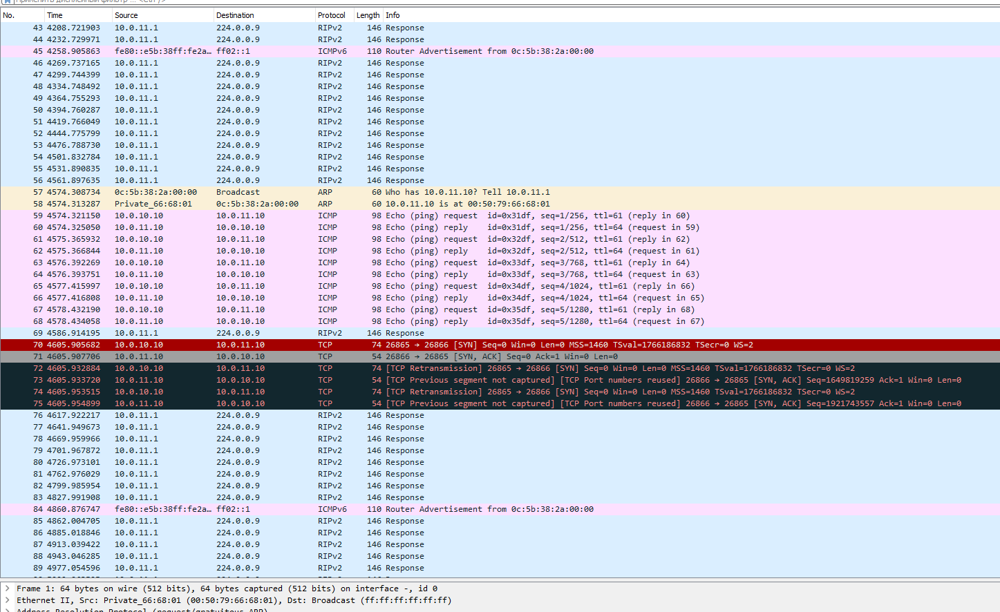 Применить дисплейный фильтр ... <Ctrl-/>
No. Time Source Destination Protocol Length Info
43 4208.721903 10.0.11.1 224.0.0.9 RIPv2 146 Response
44 4232.729971 10.0.11.1 224.0.0.9 RIPv2 146 Response
45 4258.905863 fe80::e5b:38ff:fe2a… ff02::1 ICMPv6 110 Router Advertisement from 0c:5b:38:2a:00:00
46 4269.737165 10.0.11.1 224.0.0.9 RIPv2 146 Response
47 4299.744399 10.0.11.1 224.0.0.9 RIPv2 146 Response
48 4334.748492 10.0.11.1 224.0.0.9 RIPv2 146 Response
49 4364.755293 10.0.11.1 224.0.0.9 RIPv2 146 Response
50 4394.760287 10.0.11.1 224.0.0.9 RIPv2 146 Response
51 4419.766049 10.0.11.1 224.0.0.9 RIPv2 146 Response
52 4444.775799 10.0.11.1 224.0.0.9 RIPv2 146 Response
53 4476.788730 10.0.11.1 224.0.0.9 RIPv2 146 Response
54 4501.832784 10.0.11.1 224.0.0.9 RIPv2 146 Response
55 4531.890835 10.0.11.1 224.0.0.9 RIPv2 146 Response
56 4561.897635 10.0.11.1 224.0.0.9 RIPv2 146 Response
57 4574.308734 0c:5b:38:2a:00:00 Broadcast ARP 60 Who has 10.0.11.10? Tell 10.0.11.1
58 4574.313287 Private_66:68:01 0c:5b:38:2a:00:00 ARP 60 10.0.11.10 is at 00:50:79:66:68:01
59 4574.321150 10.0.10.10 10.0.11.10 ICMP 98 Echo (ping) request id=0x31df, seq=1/256, ttl=61 (reply in 60)
60 4574.325050 10.0.11.10 10.0.10.10 ICMP 98 Echo (ping) reply id=0x31df, seq=1/256, ttl=64 (request in 59)
61 4575.365932 10.0.10.10 10.0.11.10 ICMP 98 Echo (ping) request id=0x32df, seq=2/512, ttl=61 (reply in 62)
62 4575.366844 10.0.11.10 10.0.10.10 ICMP 98 Echo (ping) reply id=0x32df, seq=2/512, ttl=64 (request in 61)
63 4576.392269 10.0.10.10 10.0.11.10 ICMP 98 Echo (ping) request id=0x33df, seq=3/768, ttl=61 (reply in 64)
64 4576.393751 10.0.11.10 10.0.10.10 ICMP 98 Echo (ping) reply id=0x33df, seq=3/768, ttl=64 (request in 63)
65 4577.415997 10.0.10.10 10.0.11.10 ICMP 98 Echo (ping) request id=0x34df, seq=4/1024, ttl=61 (reply in 66)
66 4577.416808 10.0.11.10 10.0.10.10 ICMP 98 Echo (ping) reply id=0x34df, seq=4/1024, ttl=64 (request in 65)
67 4578.432190 10.0.10.10 10.0.11.10 ICMP 98 Echo (ping) request id=0x35df, seq=5/1280, ttl=61 (reply in 68)
68 4578.434058 10.0.11.10 10.0.10.10 ICMP 98 Echo (ping) reply id=0x35df, seq=5/1280, ttl=64 (request in 67)
69 4586.914195 10.0.11.1 224.0.0.9 RIPv2 146 Response
70 4605.905682 10.0.10.10 10.0.11.10 TCP 74 26865 → 26866 [SYN] Seq=0 Win=0 Len=0 MSS=1460 TSval=1766186832 TSecr=0 WS=2
71 4605.907706 10.0.11.10 10.0.10.10 TCP 54 26866 → 26865 [SYN, ACK] Seq=0 Ack=1 Win=0 Len=0
72 4605.932884 10.0.10.10 10.0.11.10 TCP 74 [TCP Retransmission] 26865 → 26866 [SYN] Seq=0 Win=0 Len=0 MSS=1460 TSval=1766186832 TSecr=0 WS=2
73 4605.933720 10.0.11.10 10.0.10.10 TCP 54 [TCP Previous segment not captured] [TCP Port numbers reused] 26866 → 26865 [SYN, ACK] Seq=1649819259 Ack=1 Win=0 Len=0
74 4605.953515 10.0.10.10 10.0.11.10 TCP 74 [TCP Retransmission] 26865 → 26866 [SYN] Seq=0 Win=0 Len=0 MSS=1460 TSval=1766186832 TSecr=0 WS=2
75 4605.954899 10.0.11.10 10.0.10.10 TCP 54 [TCP Previous segment not captured] [TCP Port numbers reused] 26866 → 26865 [SYN, ACK] Seq=1921743557 Ack=1 Win=0 Len=0
76 4617.922217 10.0.11.1 224.0.0.9 RIPv2 146 Response
77 4641.949673 10.0.11.1 224.0.0.9 RIPv2 146 Response
78 4669.959966 10.0.11.1 224.0.0.9 RIPv2 146 Response
79 4701.967872 10.0.11.1 224.0.0.9 RIPv2 146 Response
80 4726.973101 10.0.11.1 224.0.0.9 RIPv2 146 Response
81 4762.976029 10.0.11.1 224.0.0.9 RIPv2 146 Response
82 4799.985954 10.0.11.1 224.0.0.9 RIPv2 146 Response
83 4827.991908 10.0.11.1 224.0.0.9 RIPv2 146 Response
84 4860.876747 fe80::e5b:38ff:fe2a… ff02::1 ICMPv6 110 Router Advertisement from 0c:5b:38:2a:00:00
85 4862.004705 10.0.11.1 224.0.0.9 RIPv2 146 Response
86 4885.018846 10.0.11.1 224.0.0.9 RIPv2 146 Response
87 4913.039422 10.0.11.1 224.0.0.9 RIPv2 146 Response
88 4943.046285 10.0.11.1 224.0.0.9 RIPv2 146 Response
89 4977.054596 10.0.11.1 224.0.0.9 RIPv2 146 Response
Frame 1: 64 bytes on wire (512 bits), 64 bytes captured (512 bits) on interface -, id 0
Ethernet II, Src: Private_66:68:01 (00:50:79:66:68:01), Dst: Broadcast (ff:ff:ff:ff:ff:ff)
Address Resolution Protocol (request/gratuitous ARP)